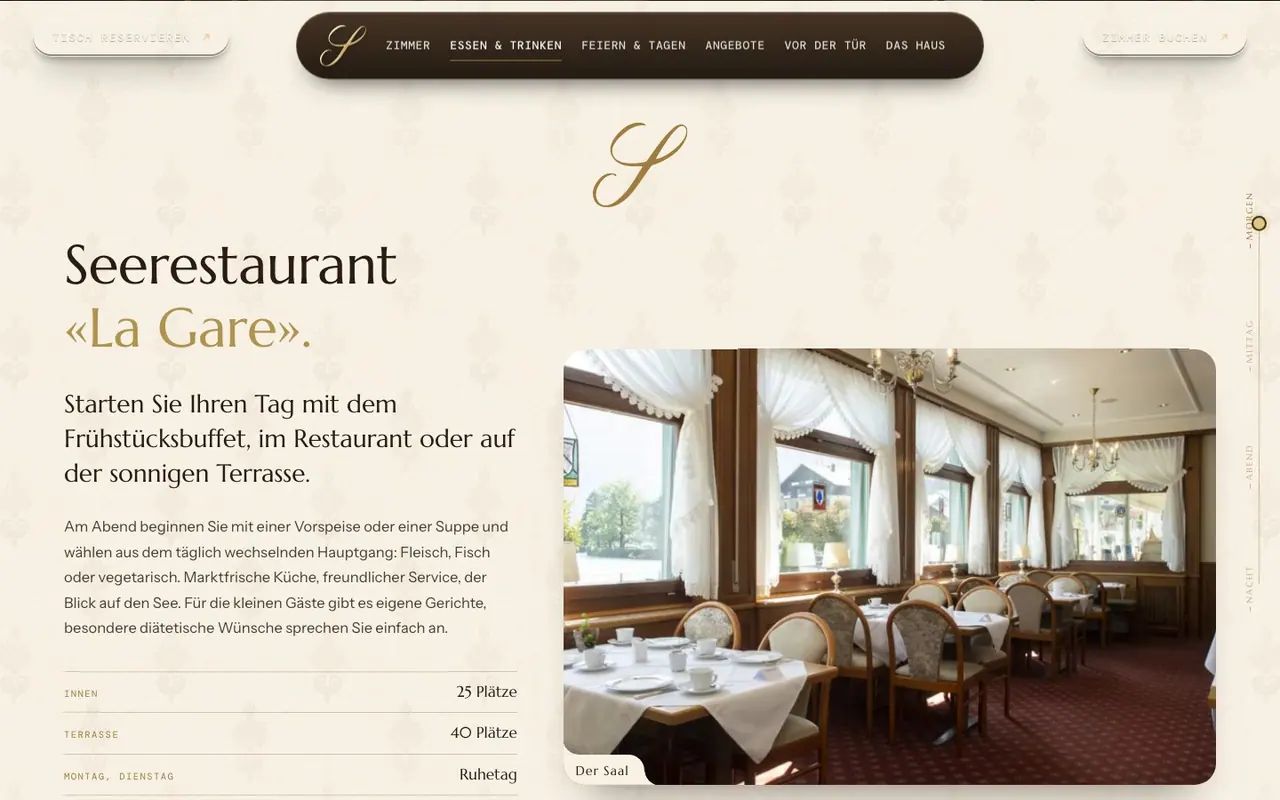 TISCH RESERVIEREN ↗
S
ZIMMER ESSEN & TRINKEN FEIERN & TAGEN ANGEBOTE VOR DER TÜR DAS HAUS
ZIMMER BUCHEN ↗
S
Seerestaurant
«La Gare».
Starten Sie Ihren Tag mit dem
Frühstücksbuffet, im Restaurant oder auf
der sonnigen Terrasse.
Am Abend beginnen Sie mit einer Vorspeise oder einer Suppe und
wählen aus dem täglich wechselnden Hauptgang: Fleisch, Fisch
oder vegetarisch. Marktfrische Küche, freundlicher Service, der
Blick auf den See. Für die kleinen Gäste gibt es eigene Gerichte,
besondere diätetische Wünsche sprechen Sie einfach an.
INNEN 25 Plätze
TERRASSE 40 Plätze
MONTAG, DIENSTAG Ruhetag
Der Saal
– MORGEN
– MITTAG
– ABEND
– NACHT